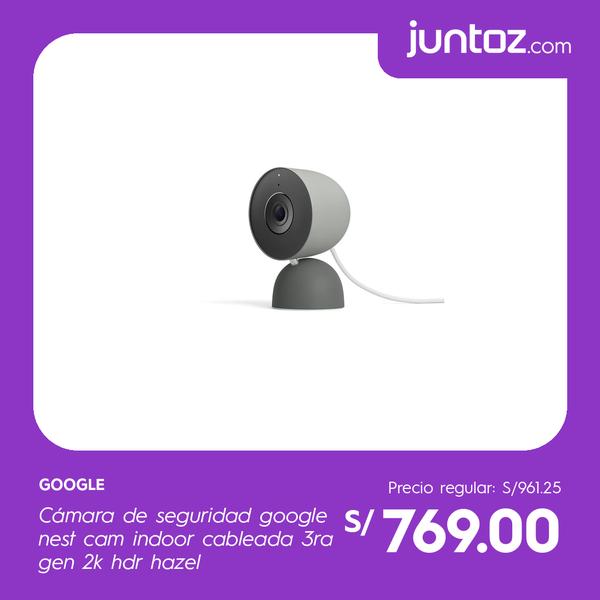 juntoz.com
GOOGLE
Cámara de seguridad google
nest cam indoor cableada 3ra
gen 2k hdr hazel
Precio regular: S/961.25
S/769.00